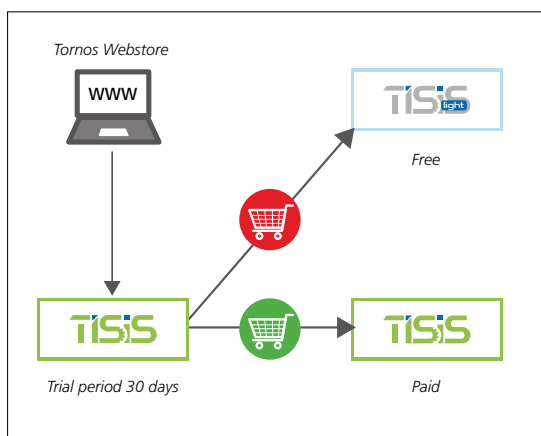 Tornos Webstore
www
TISIS
light
Free
TISIS
Trial period 30 days
TISIS
Paid